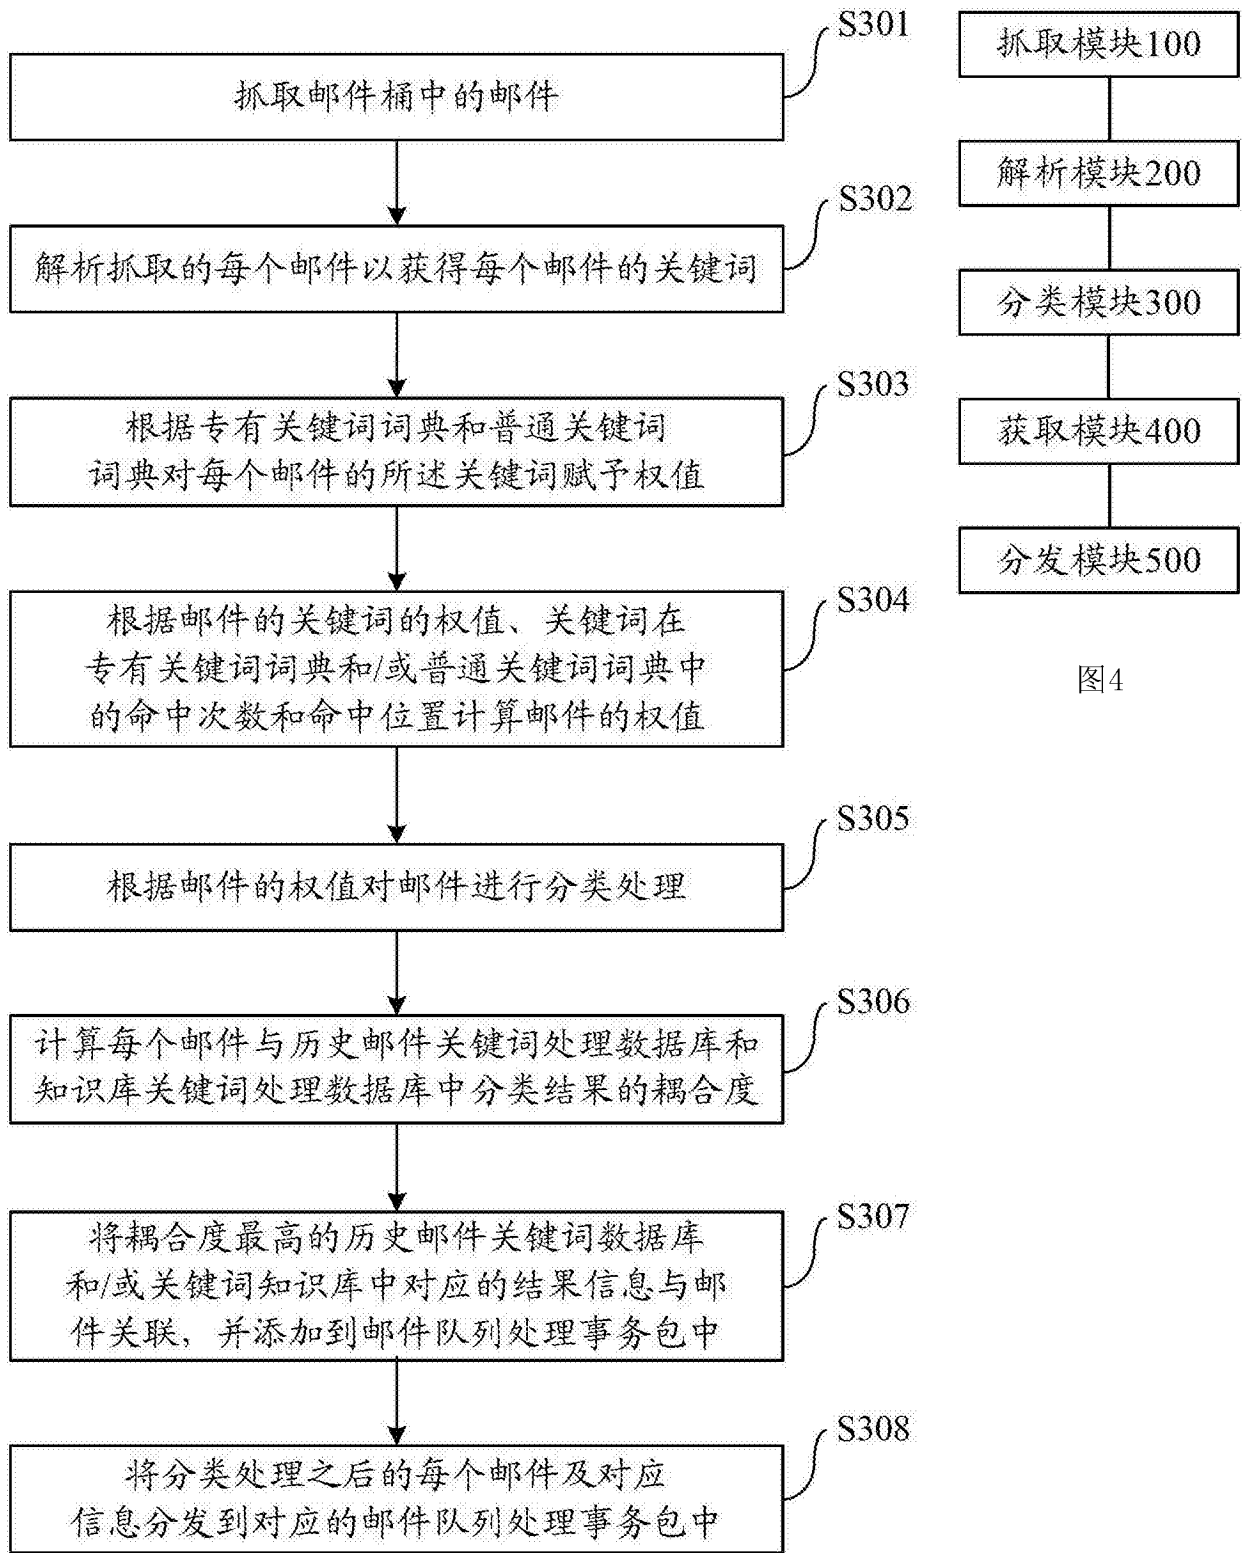 S301
抓取邮件桶中的邮件
S302
解析抓取的每个邮件以获得每个邮件的关键词
S303
根据专有关键词词典和普通关键词
词典对每个邮件的所述关键词赋予权值
S304
根据邮件的关键词的权值、关键词在
专有关键词词典和/或普通关键词词典中
的命中次数和命中位置计算邮件的权值
S305
根据邮件的权值对邮件进行分类处理
S306
计算每个邮件与历史邮件关键词处理数据库和
知识库关键词处理数据库中分类结果的耦合度
S307
将耦合度最高的历史邮件关键词数据库
和/或关键词知识库中对应的结果信息与邮
件关联，并添加到邮件队列处理事务包中
S308
将分类处理之后的每个邮件及对应
信息分发到对应的邮件队列处理事务包中
抓取模块100
解析模块200
分类模块300
获取模块400
分发模块500
图4